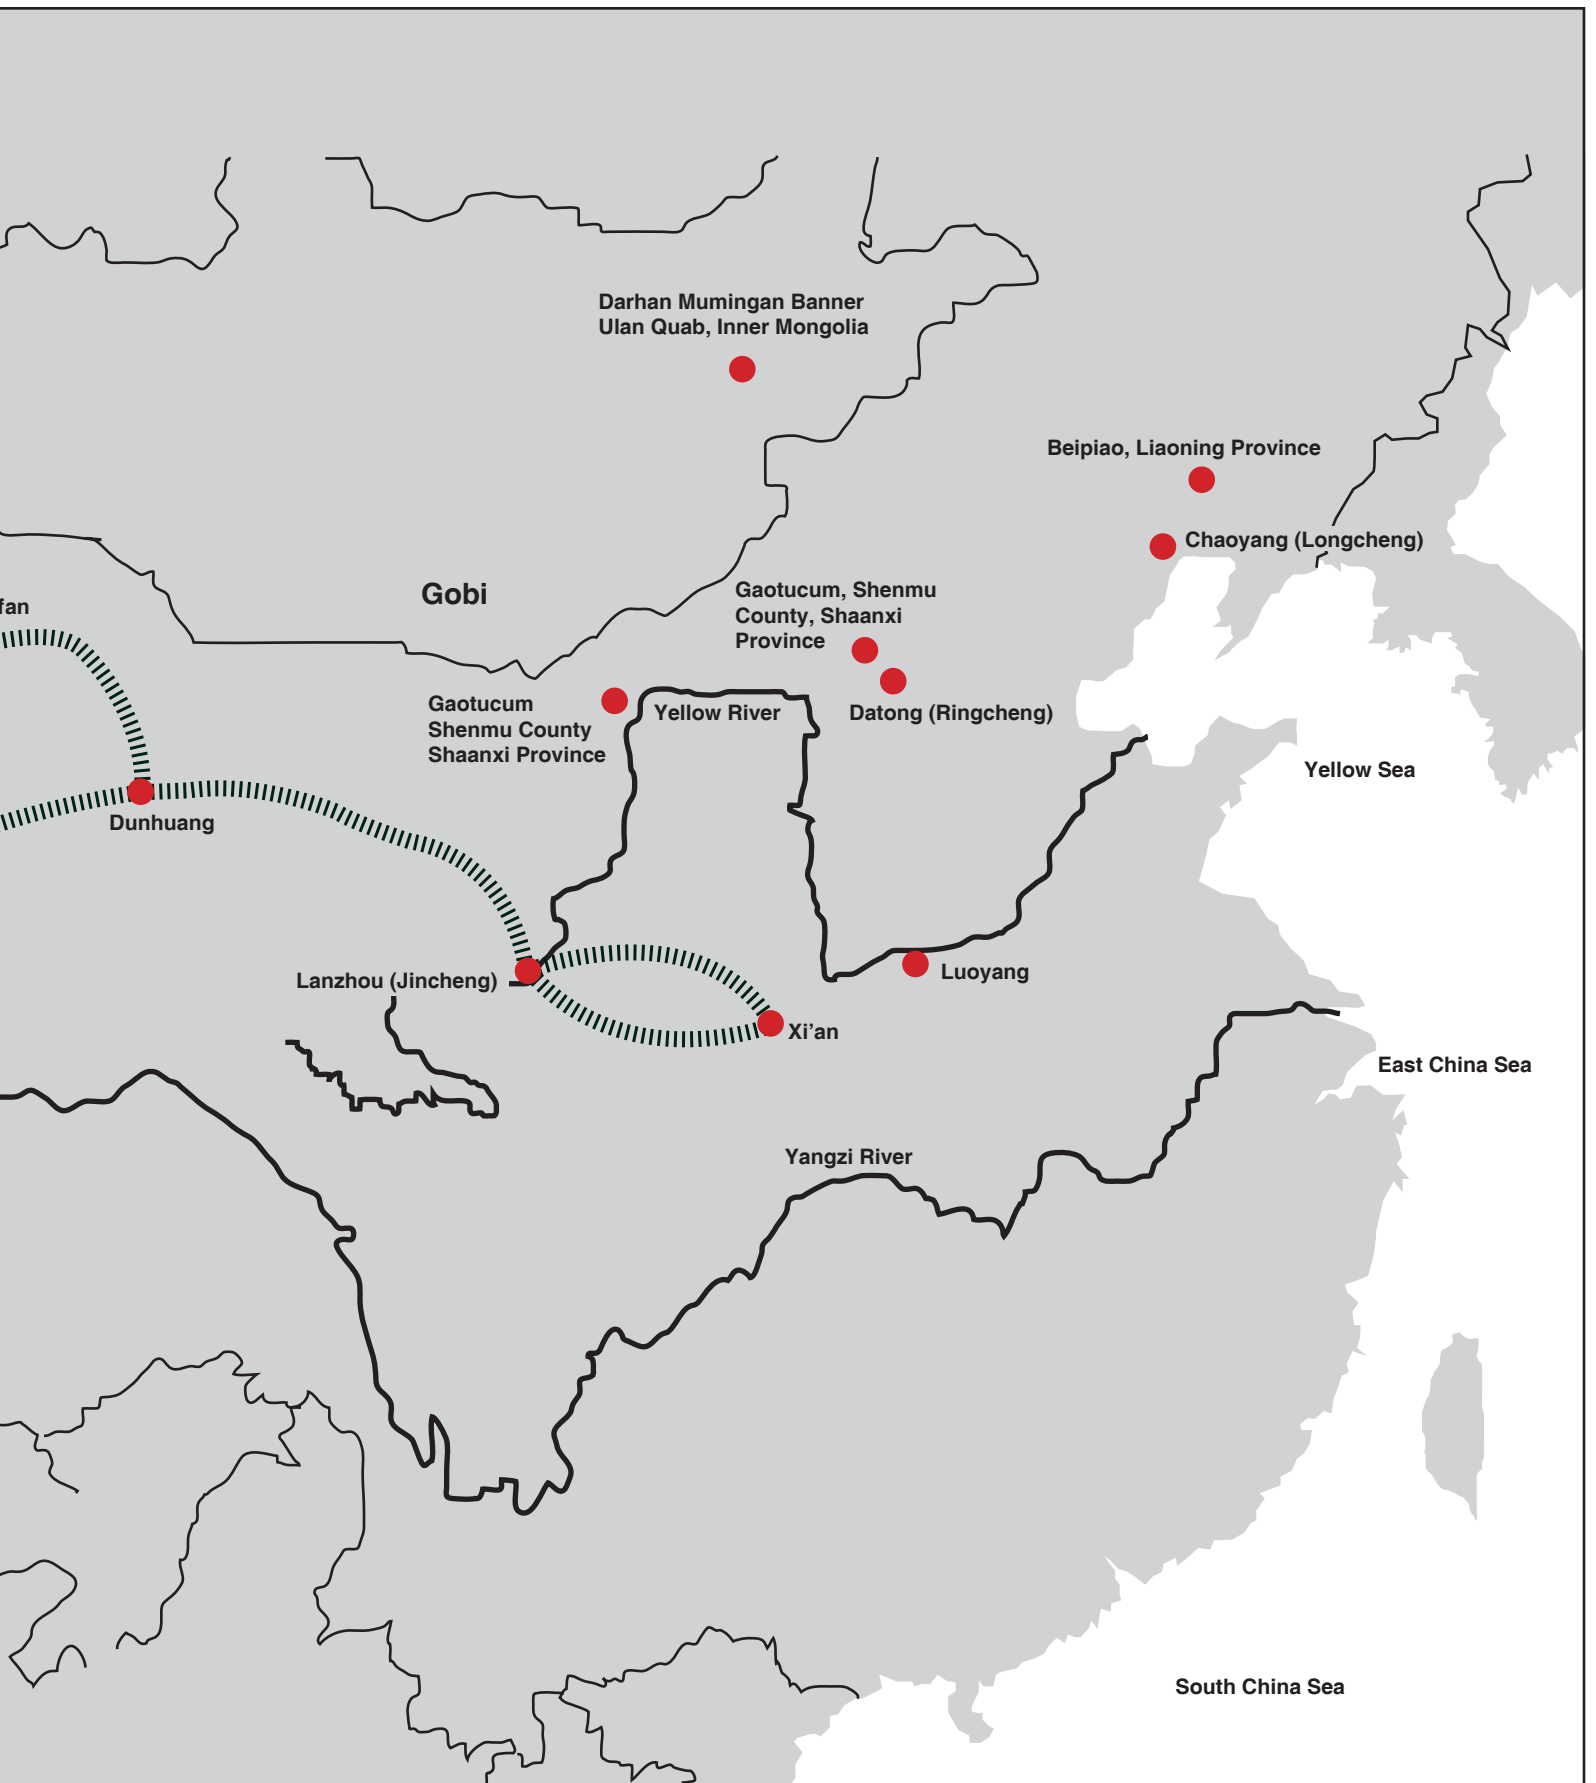 Darhan Mumingan Banner
Ulan Quab, Inner Mongolia
Beipiao, Liaoning Province
Chaoyang (Longcheng)
Gobi
Gaotucum, Shenmu
County, Shaanxi
Province
fan
Gaotucum
Shenmu County
Shaanxi Province
Yellow River
Datong (Ringcheng)
Yellow Sea
Dunhuang
Lanzhou (Jincheng)
Luoyang
Xi’an
East China Sea
Yangzi River
South China Sea